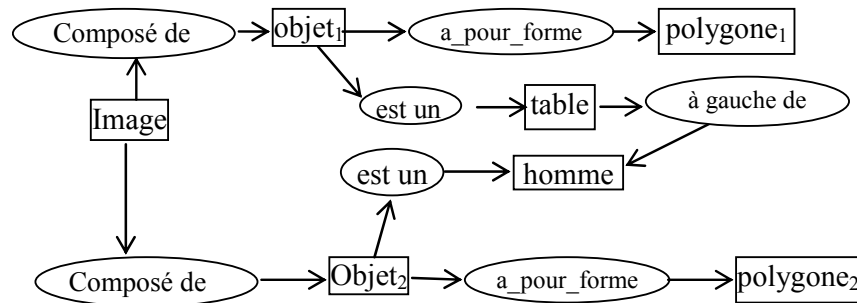 Composé de objet₁ a_pour_forme polygone₁
est un table à gauche de
Image
est un homme
Composé de Objet₂ a_pour_forme polygone₂